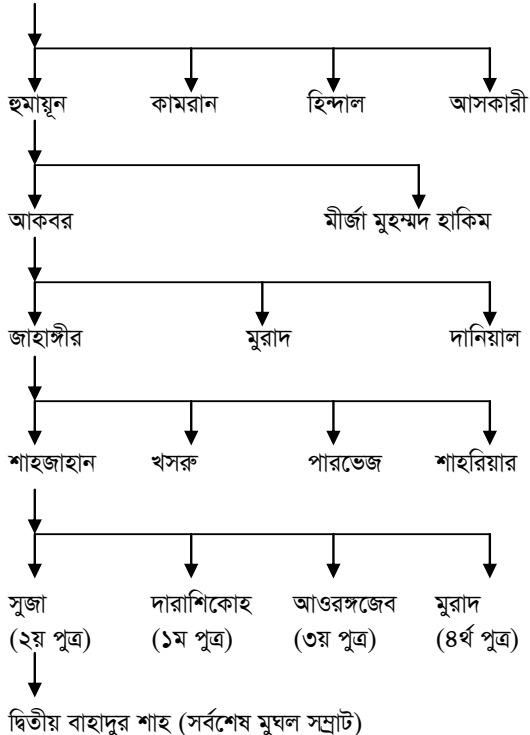 হুমায়ূন কামরান হিন্দাল আসকারী
আকবর মীর্জা মুহম্মদ হাকিম
জাহাঙ্গীর মুরাদ দানিয়াল
শাহজাহান খসরু পারভেজ শাহরিয়ার
সুজা দারাশিকোহ আওরঙ্গজেব মুরাদ
(২য় পুত্র) (১ম পুত্র) (৩য় পুত্র) (৪র্থ পুত্র)
দ্বিতীয় বাহাদুর শাহ (সর্বশেষ মুঘল সম্রাট)